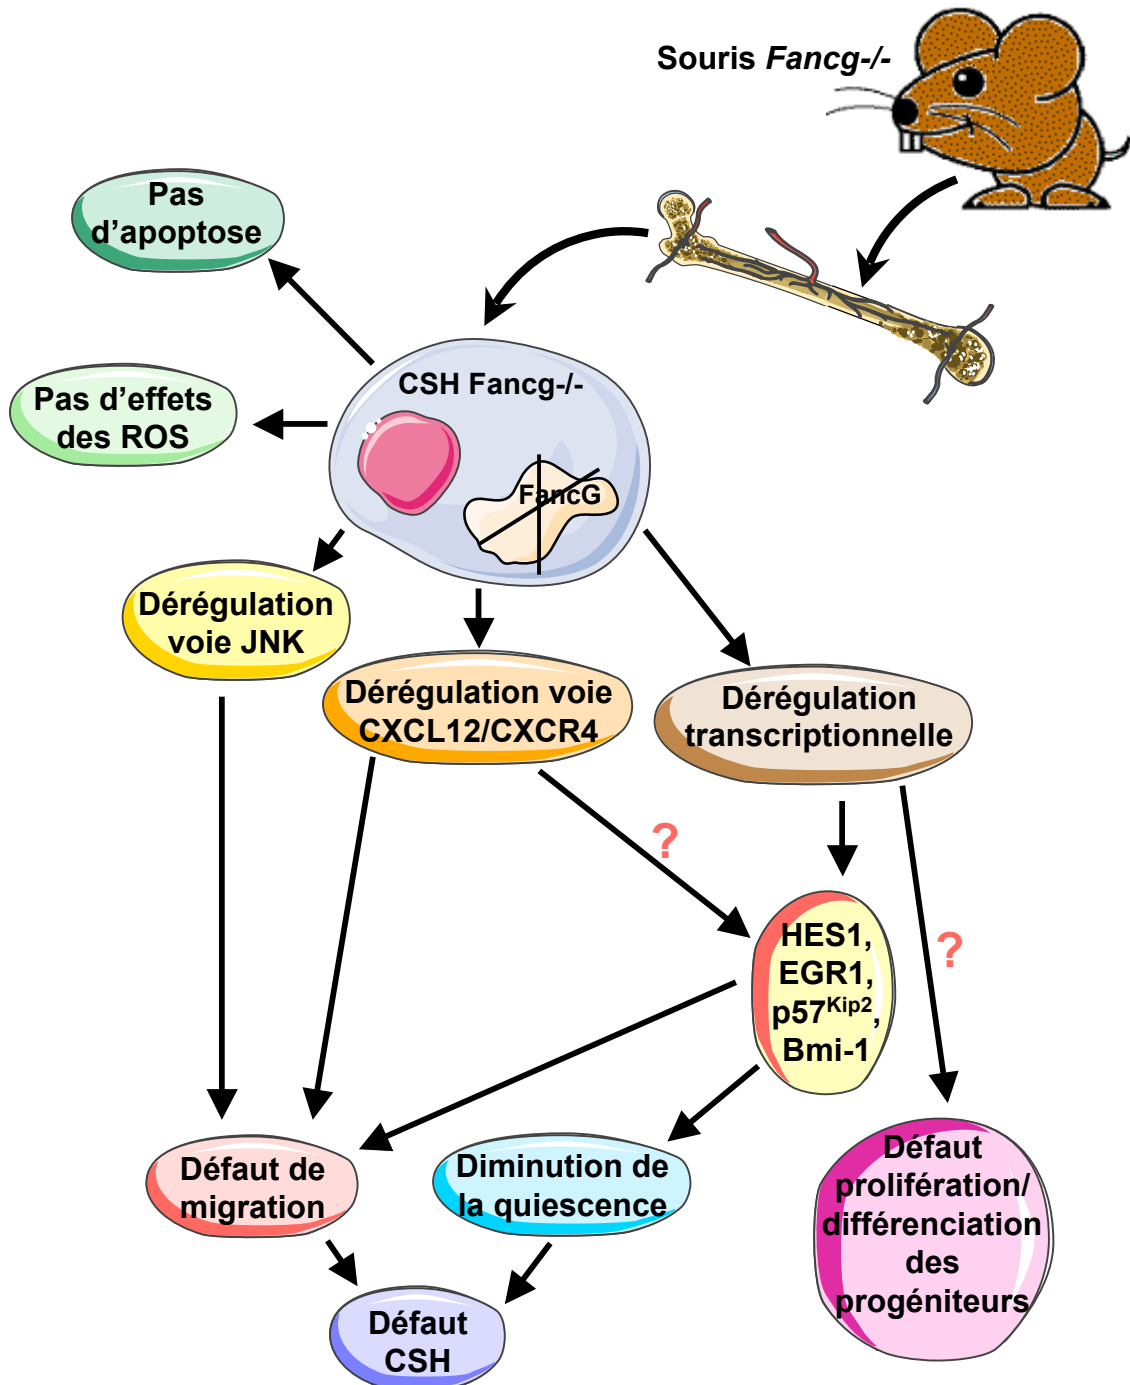 Souris Fancg-/-
Pas
d’apoptose
CSH Fancg-/-
Pas d’effets
des ROS
FancG
Dérégulation
voie JNK
Dérégulation voie
CXCL12/CXCR4
Dérégulation
transcriptionnelle
?
HES1,
EGR1,
p57Kip2,
Bmi-1
?
Défaut de
migration
Diminution de
la quiescence
Défaut
prolifération/
différenciation
des
progéniteurs
Défaut
CSH